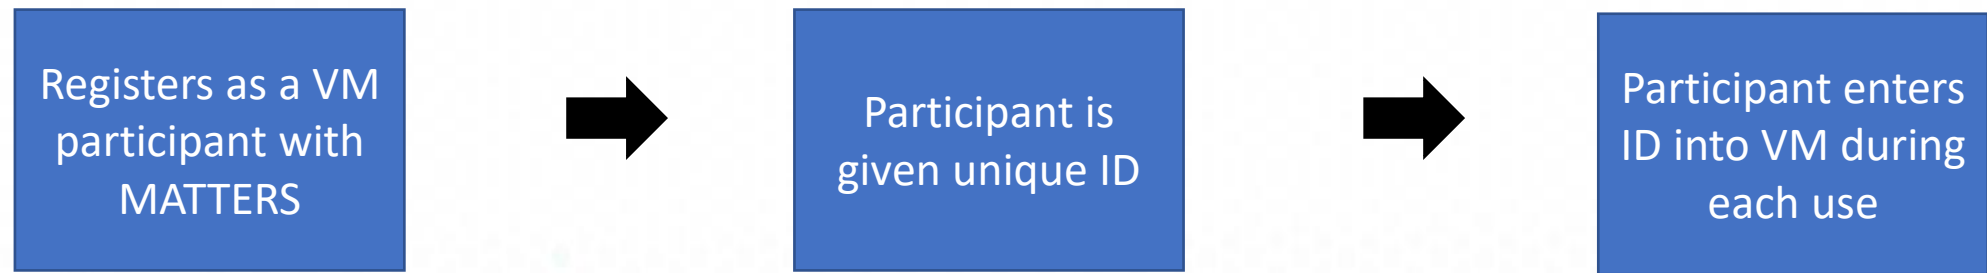 Registers as a VM
participant with
MATTERS
Participant is
given unique ID
Participant enters
ID into VM during
each use